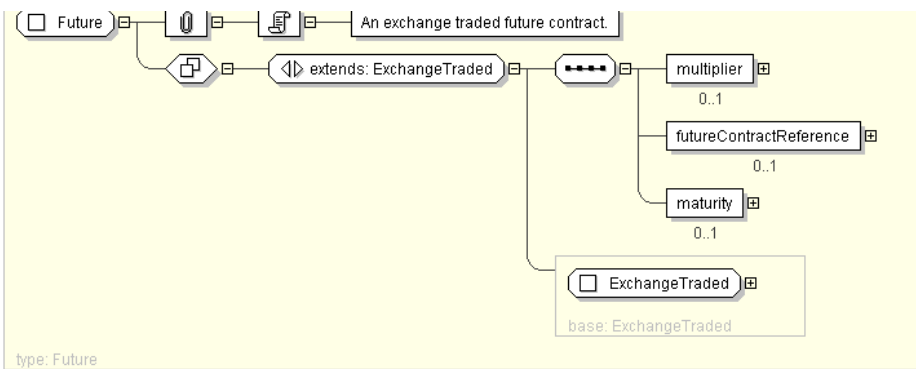 Future
An exchange traded future contract.
extends: ExchangeTraded
multiplier
0..1
futureContractReference
0..1
maturity
0..1
ExchangeTraded
base: ExchangeTraded
type: Future